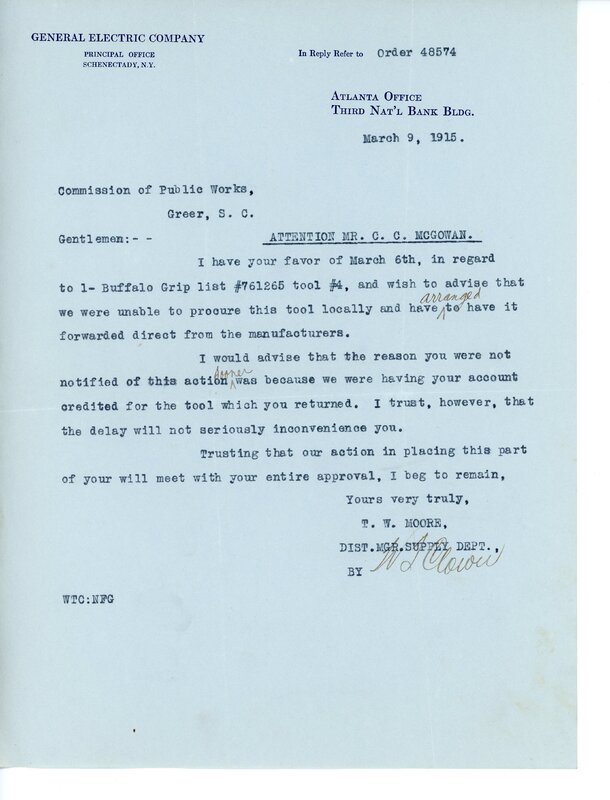 GENERAL ELECTRIC COMPANY
PRINCIPAL OFFICE
SCHENECTADY, N.Y.
In Reply Refer to Order 48574
ATLANTA OFFICE
THIRD NAT'L BANK BLDG.
March 9, 1915.
Commission of Public Works,
Greer, S. C.
Gentlemen:- - ATTENTION MR. C. C. MCGOWAN.
I have your favor of March 6th, in regard
to 1- Buffalo Grip list #761265 tool #4, and wish to advise that
we were unable to procure this tool locally and have arranged to have it
forwarded direct from the manufacturers.
I would advise that the reason you were not
notified of this action sooner was because we were having your account
credited for the tool which you returned. I trust, however, that
the delay will not seriously inconvenience you.
Trusting that our action in placing this part
of your will meet with your entire approval, I beg to remain,
Yours very truly,
T. W. MOORE,
DIST.MGR.SUPPLY DEPT.,
BY
WTC:NFG